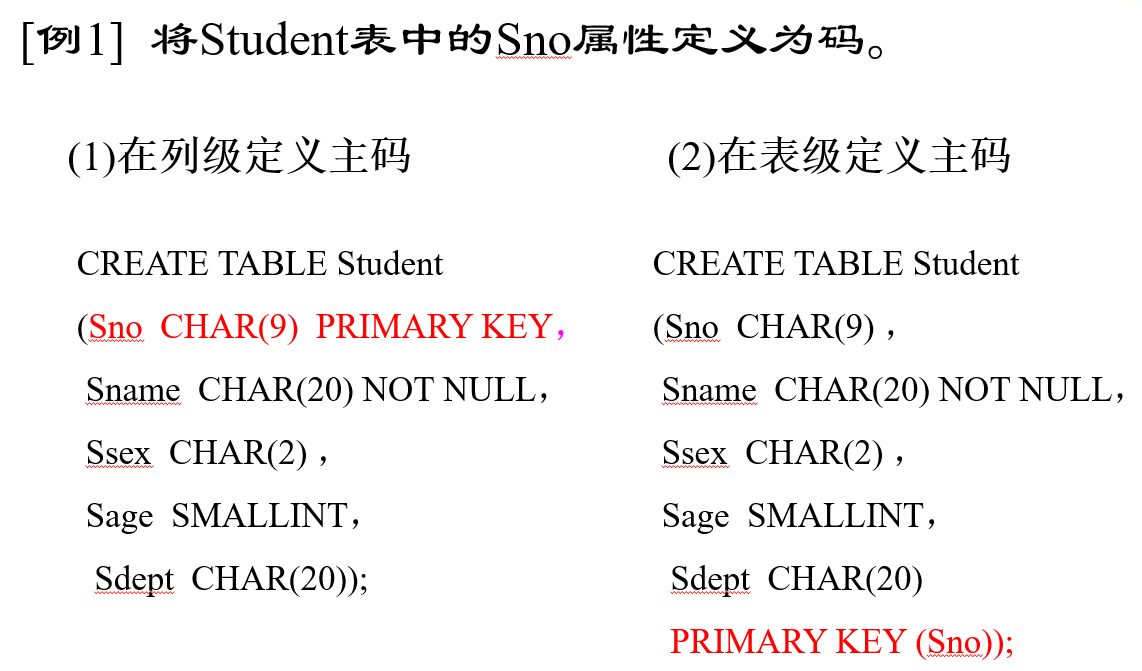 [例1] 将Student表中的Sno属性定义为码。
(1)在列级定义主码
CREATE TABLE Student
(Sno CHAR(9) PRIMARY KEY，
Sname CHAR(20) NOT NULL，
Ssex CHAR(2) ，
Sage SMALLINT，
Sdept CHAR(20));
(2)在表级定义主码
CREATE TABLE Student
(Sno CHAR(9) ，
Sname CHAR(20) NOT NULL，
Ssex CHAR(2) ，
Sage SMALLINT，
Sdept CHAR(20)
PRIMARY KEY (Sno));